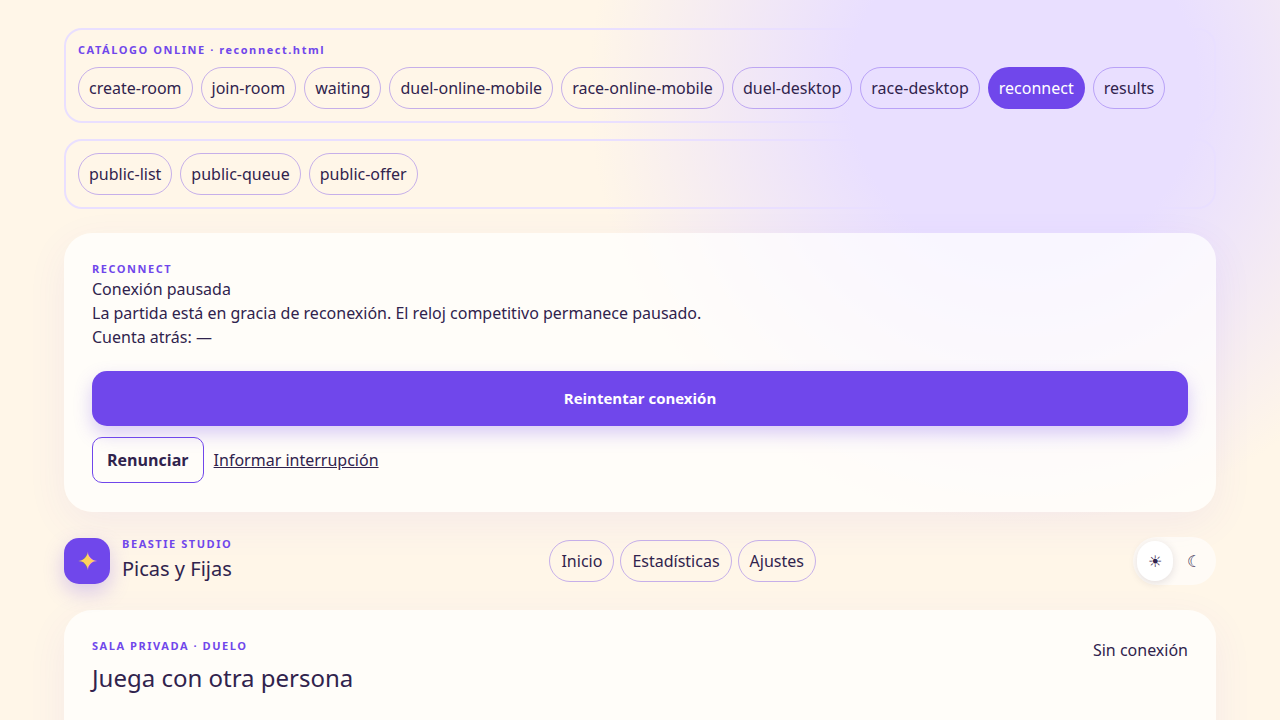 CATÁLOGO ONLINE · reconnect.html
create-room join-room waiting duel-online-mobile race-online-mobile duel-desktop race-desktop reconnect results
public-list public-queue public-offer
RECONNECT
Conexión pausada
La partida está en gracia de reconexión. El reloj competitivo permanece pausado.
Cuenta atrás: —
Reintentar conexión
Renunciar Informar interrupción
BEASTIE STUDIO
Picas y Fijas
Inicio Estadísticas Ajustes
SALA PRIVADA · DUELO
Sin conexión
Juega con otra persona